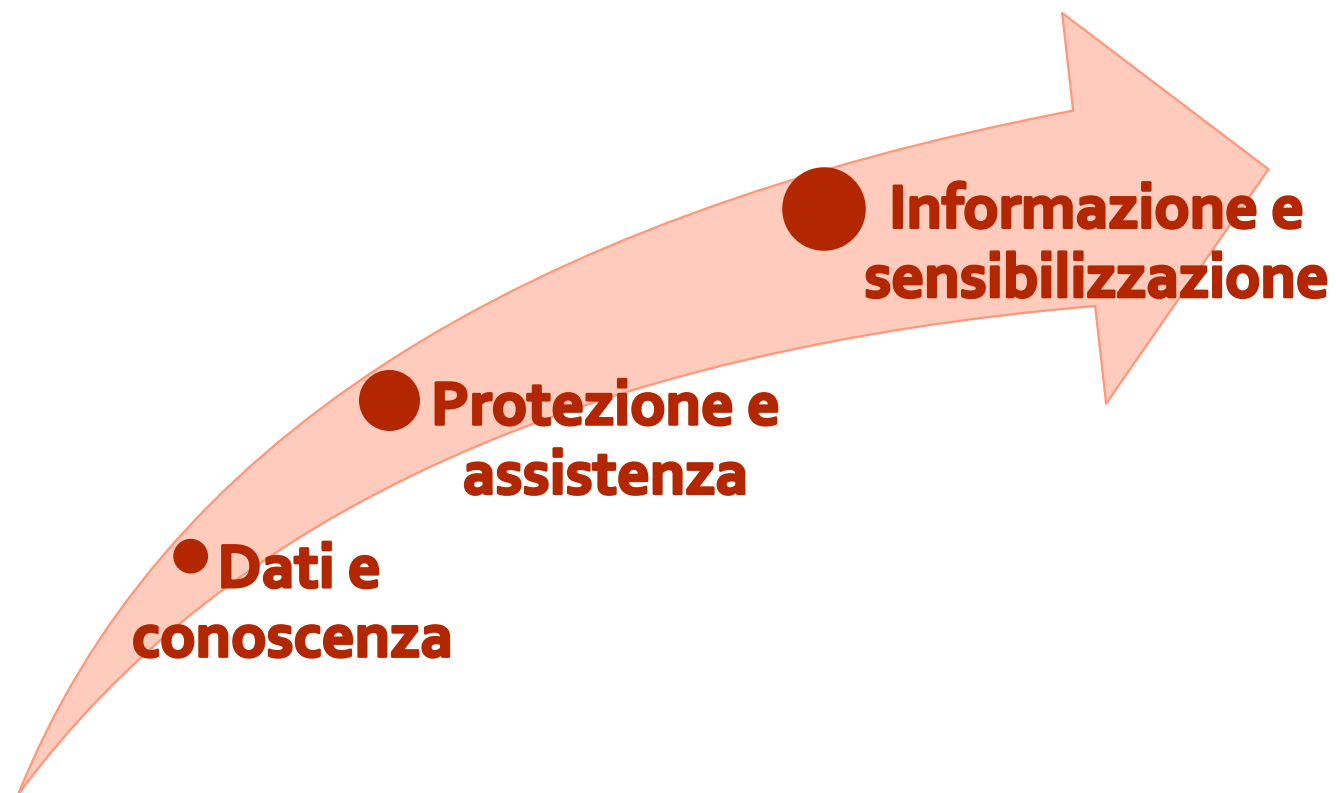 Informazione e
sensibilizzazione
Protezione e
assistenza
Dati e
conoscenza